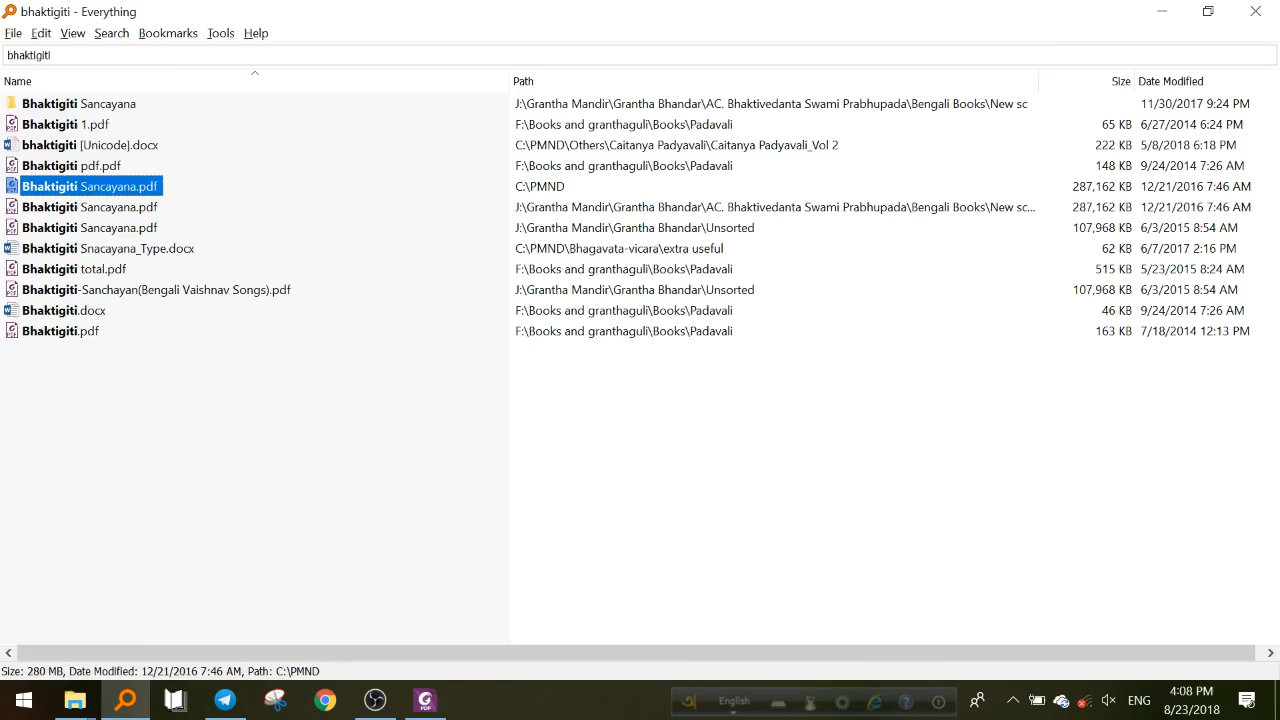 bhaktigiti - Everything
File Edit View Search Bookmarks Tools Help
bhaktigiti
Name Path Size Date Modified
Bhaktigiti Sancayana J:\Grantha Mandir\Grantha Bhandar\AC. Bhaktivedanta Swami Prabhupada\Bengali Books\New sc 11/30/2017 9:24 PM
Bhaktigiti 1.pdf F:\Books and granthaguli\Books\Padavali 65 KB 6/27/2014 6:24 PM
bhaktigiti [Unicode].docx C:\PMND\Others\Caitanya Padyavali\Caitanya Padyavali_Vol 2 222 KB 5/8/2018 6:18 PM
Bhaktigiti pdf.pdf F:\Books and granthaguli\Books\Padavali 148 KB 9/24/2014 7:26 AM
Bhaktigiti Sancayana.pdf C:\PMND 287,162 KB 12/21/2016 7:46 AM
Bhaktigiti Sancayana.pdf J:\Grantha Mandir\Grantha Bhandar\AC. Bhaktivedanta Swami Prabhupada\Bengali Books\New sc... 287,162 KB 12/21/2016 7:46 AM
Bhaktigiti Sancayana.pdf J:\Grantha Mandir\Grantha Bhandar\Unsorted 107,968 KB 6/3/2015 8:54 AM
Bhaktigiti Snacayana_Type.docx C:\PMND\Bhagavata-vicara\extra useful 62 KB 6/7/2017 2:16 PM
Bhaktigiti total.pdf F:\Books and granthaguli\Books\Padavali 515 KB 5/23/2015 8:24 AM
Bhaktigiti-Sanchayan(Bengali Vaishnav Songs).pdf J:\Grantha Mandir\Grantha Bhandar\Unsorted 107,968 KB 6/3/2015 8:54 AM
Bhaktigiti.docx F:\Books and granthaguli\Books\Padavali 46 KB 9/24/2014 7:26 AM
Bhaktigiti.pdf F:\Books and granthaguli\Books\Padavali 163 KB 7/18/2014 12:13 PM
Size: 280 MB, Date Modified: 12/21/2016 7:46 AM, Path: C:\PMND
English ENG 4:08 PM
8/23/2018